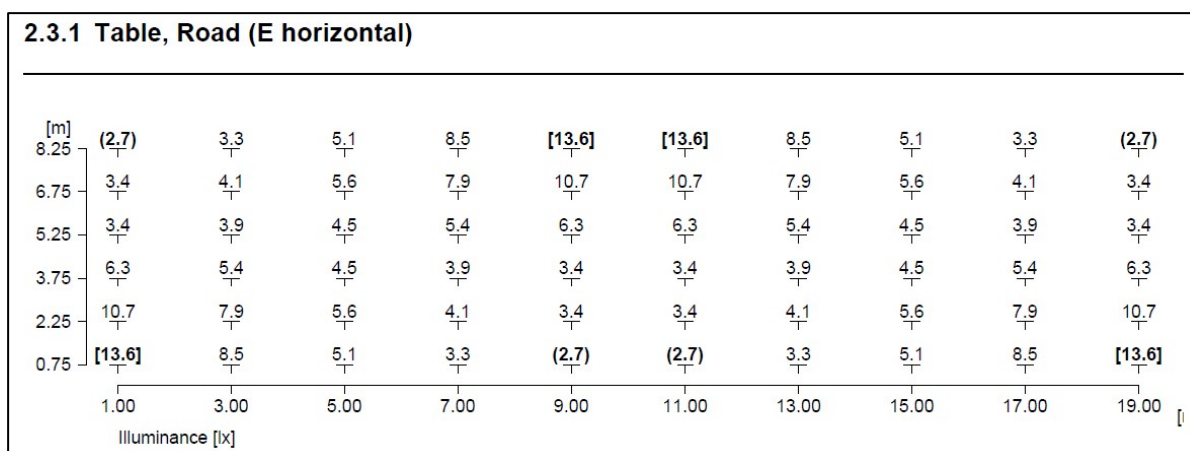 2.3.1 Table, Road (E horizontal)
[m]
8.25 (2.7) 3.3 5.1 8.5 [13.6] [13.6] 8.5 5.1 3.3 (2.7)
6.75 3.4 4.1 5.6 7.9 10.7 10.7 7.9 5.6 4.1 3.4
5.25 3.4 3.9 4.5 5.4 6.3 6.3 5.4 4.5 3.9 3.4
3.75 6.3 5.4 4.5 3.9 3.4 3.4 3.9 4.5 5.4 6.3
2.25 10.7 7.9 5.6 4.1 3.4 3.4 4.1 5.6 7.9 10.7
0.75 [13.6] 8.5 5.1 3.3 (2.7) (2.7) 3.3 5.1 8.5 [13.6]
1.00 3.00 5.00 7.00 9.00 11.00 13.00 15.00 17.00 19.00
Illuminance [lx]